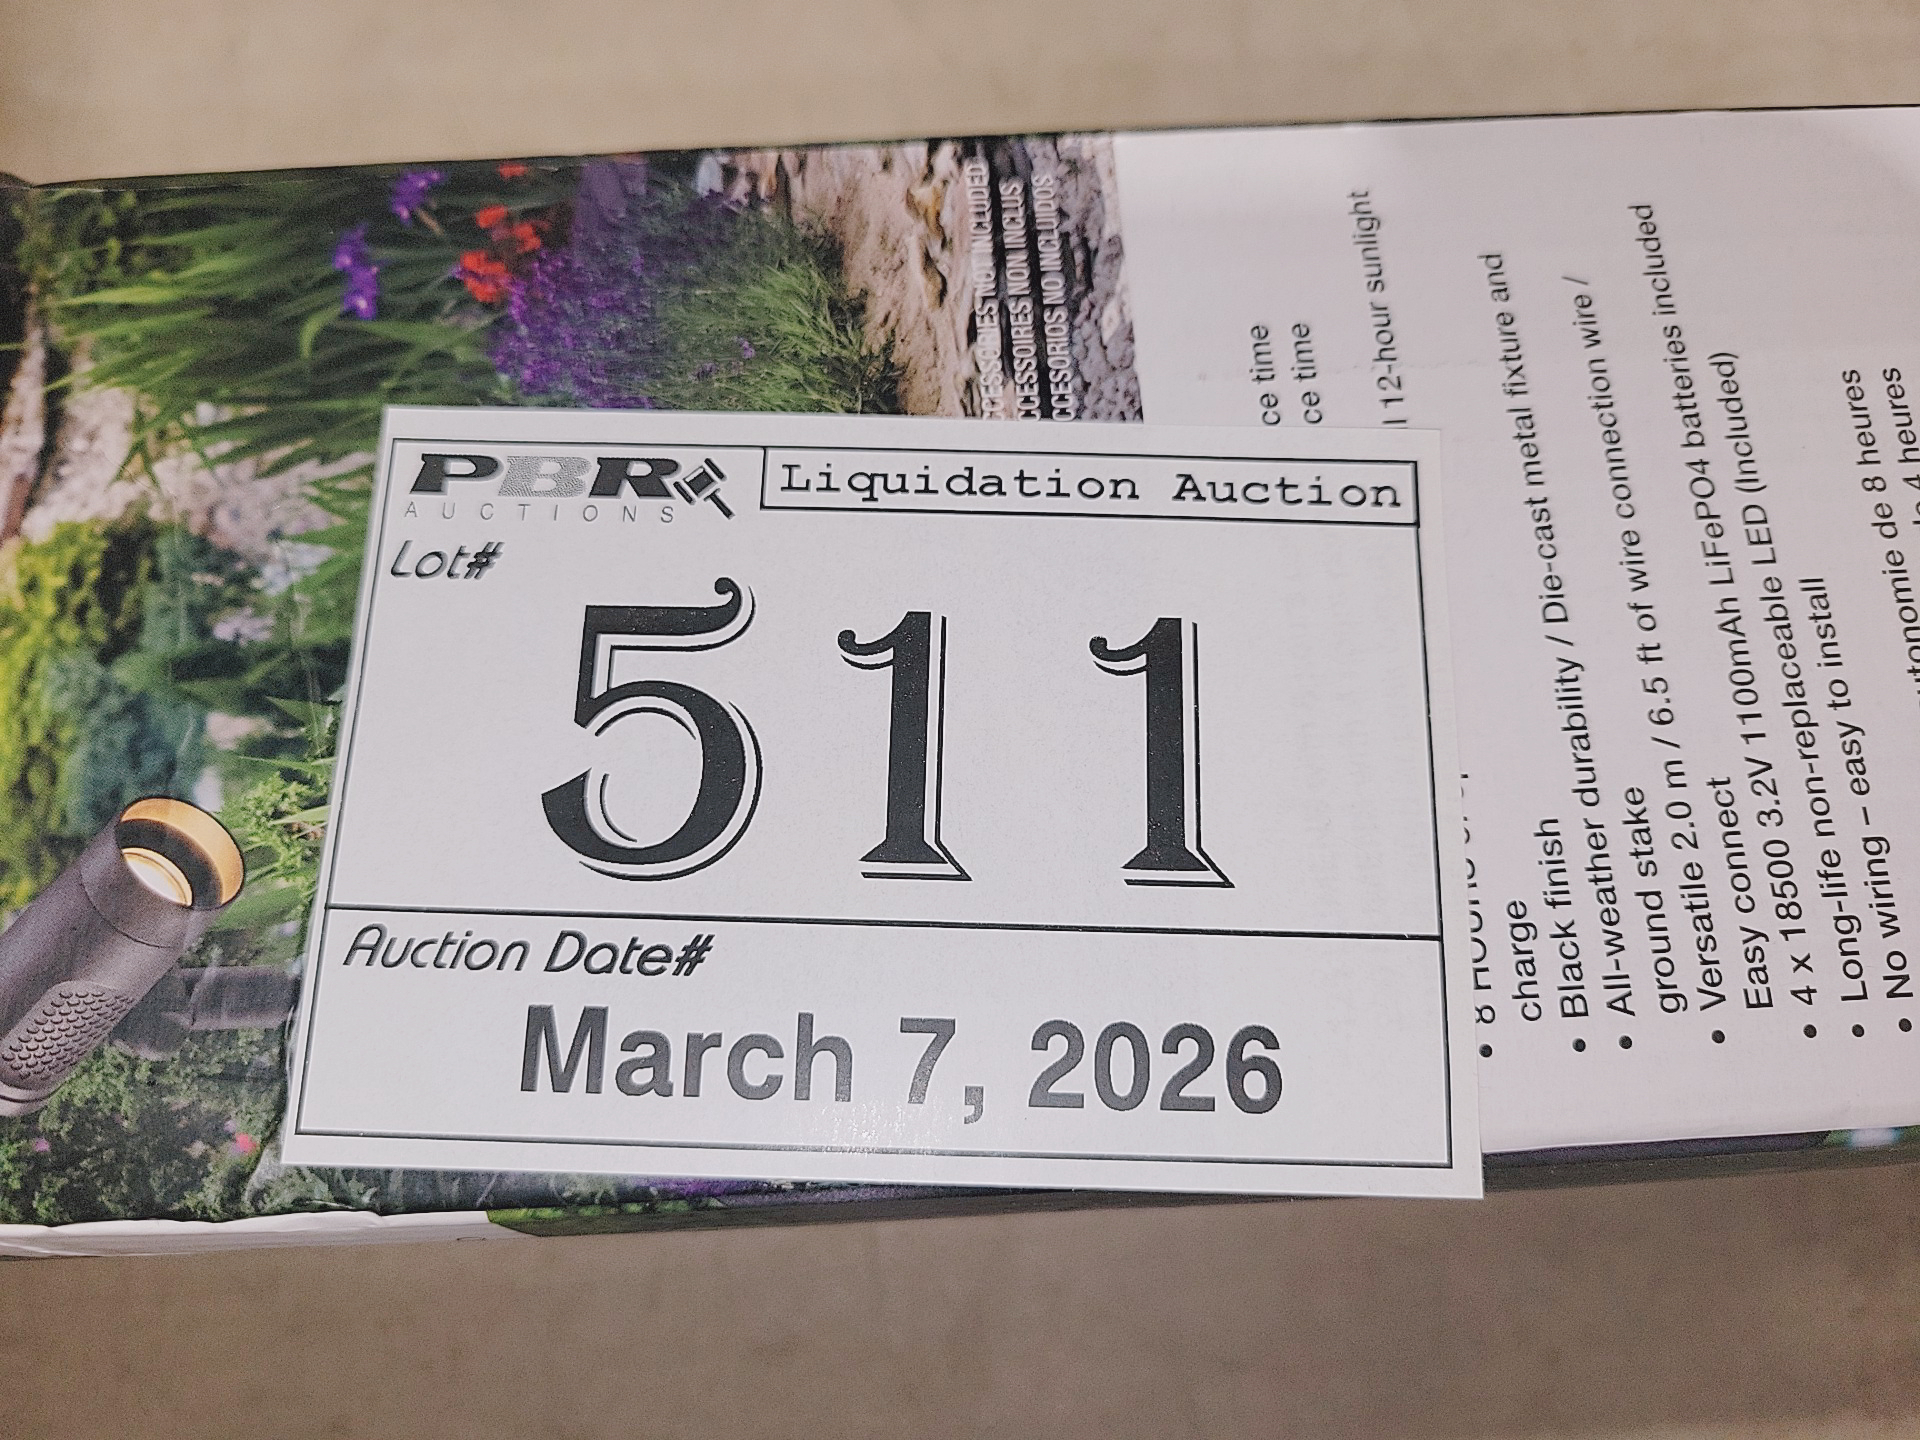 PBR
AUCTIONS
Liquidation Auction
Lot#
511
Auction Date#
March 7, 2026
ACCESSORIES NOT INCLUDED
ACCESSOIRES NON INCLUS
ACCESORIOS NO INCLUIDOS
ce time
ce time
12-hour sunlight
• 8
charge
• Black finish
• All-weather durability / Die-cast metal fixture and
ground stake
• Versatile 2.0 m / 6.5 ft of wire connection wire /
Easy connect
• 4 x 18500 3.2V 1100mAh LiFePO4 batteries included
• Long-life non-replaceable LED (Included)
• No wiring – easy to install
autonomie de 8 heures
4 heures